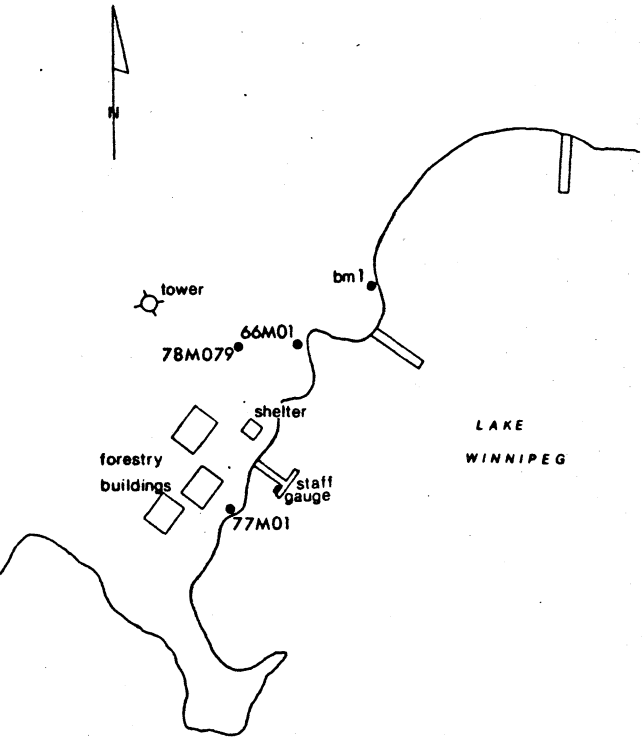 N
bm1
tower
66M01
78M079
shelter
LAKE
WINNIPEG
forestry
buildings
staff
gauge
77M01